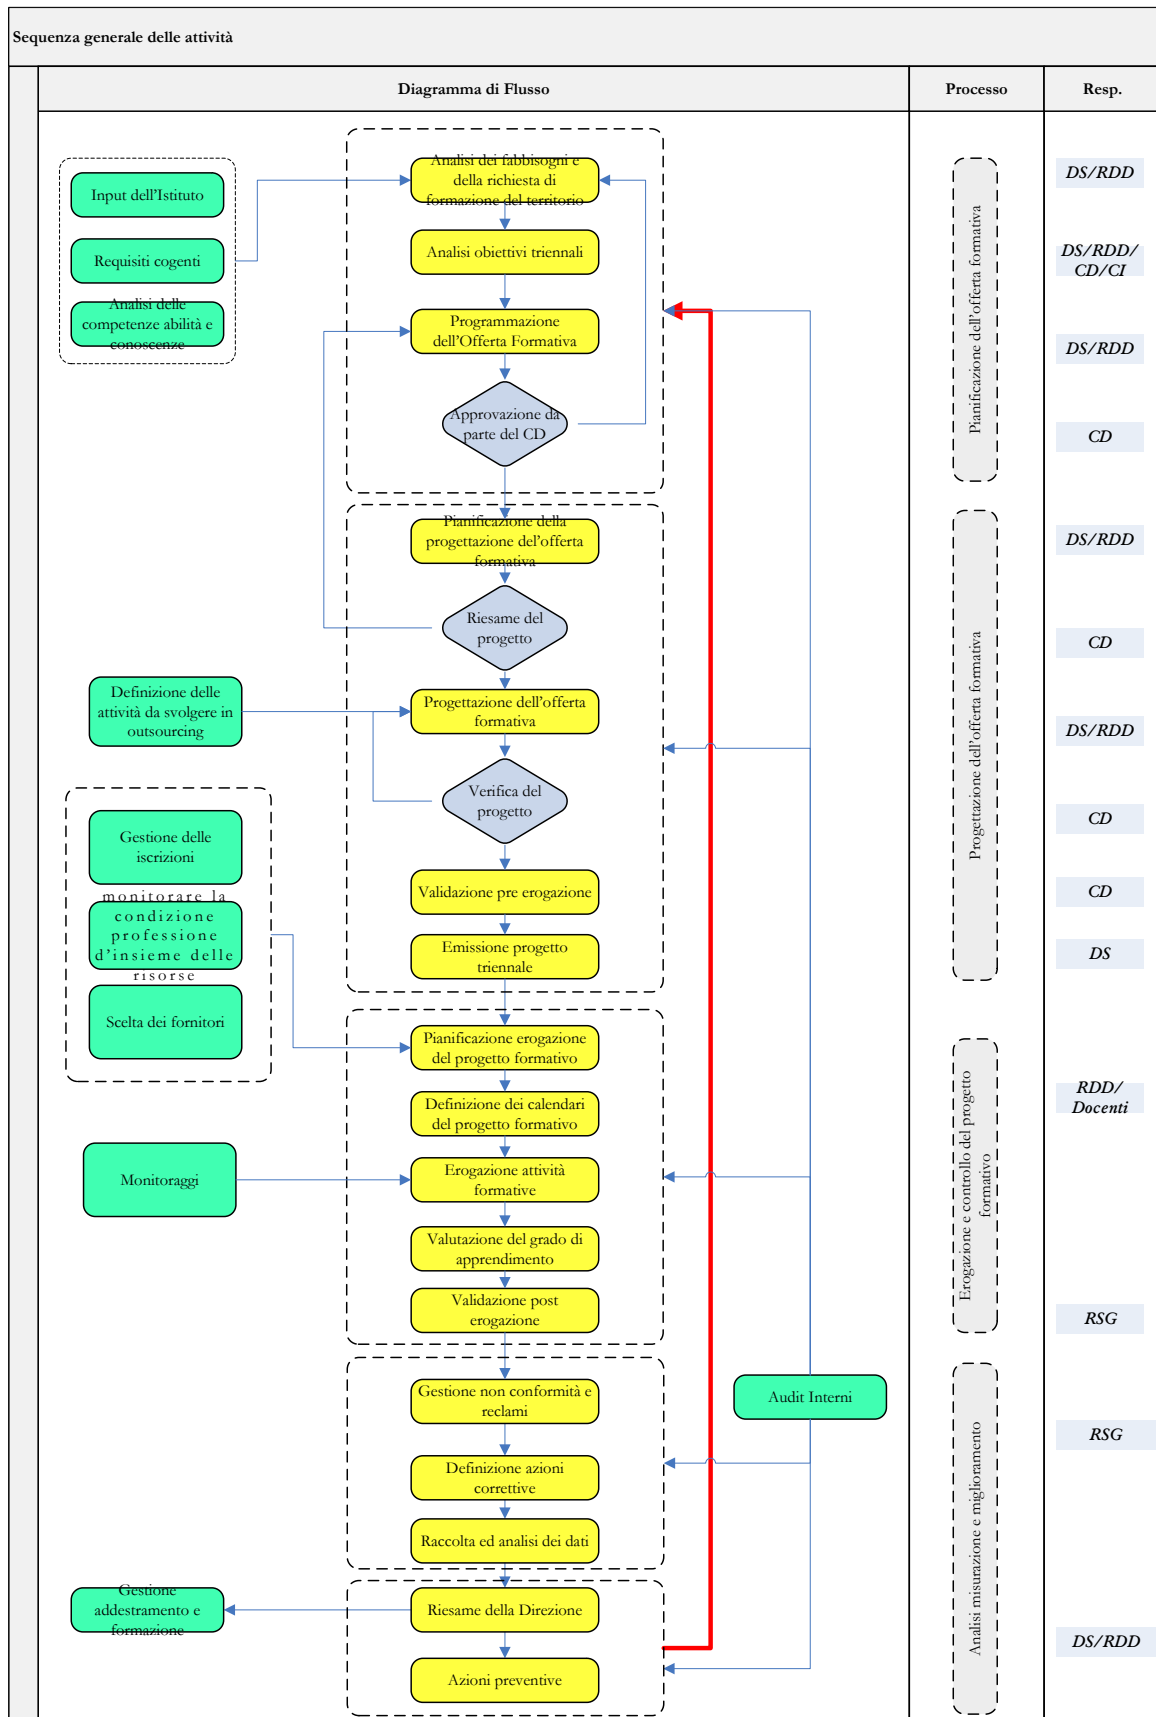 Sequenza generale delle attività
Diagramma di Flusso
Processo
Resp.
Input dell'Istituto
Requisiti cogenti
Analisi delle
competenze abilità e
conoscenze
Analisi dei fabbisogni e
della richiesta di
formazione del territorio
Analisi obiettivi triennali
Programmazione
dell'Offerta Formativa
Approvazione da
parte del CD
Pianificazione dell'offerta formativa
DS/RDD
DS/RDD/
CD/CI
DS/RDD
CD
Pianificazione della
progettazione del'offerta
formativa
Riesame del
progetto
Definizione delle
attività da svolgere in
outsourcing
Progettazione dell'offerta
formativa
Verifica del
progetto
Validazione pre erogazione
Emissione progetto
triennale
Progettazione dell'offerta formativa
DS/RDD
CD
DS/RDD
CD
CD
DS
Gestione delle
iscrizioni
monitorare la
condizione
professione
d'insieme delle
risorse
Scelta dei fornitori
Pianificazione erogazione
del progetto formativo
Definizione dei calendari
del progetto formativo
Monitoraggi
Erogazione attività
formative
Valutazione del grado di
apprendimento
Validazione post
erogazione
Erogazione e controllo del progetto
formativo
RDD/
Docenti
RSG
Gestione non conformità e
reclami
Audit Interni
Definizione azioni
correttive
Raccolta ed analisi dei dati
Gestione
addestramento e
formazione
Riesame della Direzione
Azioni preventive
Analisi misurazione e miglioramento
RSG
DS/RDD